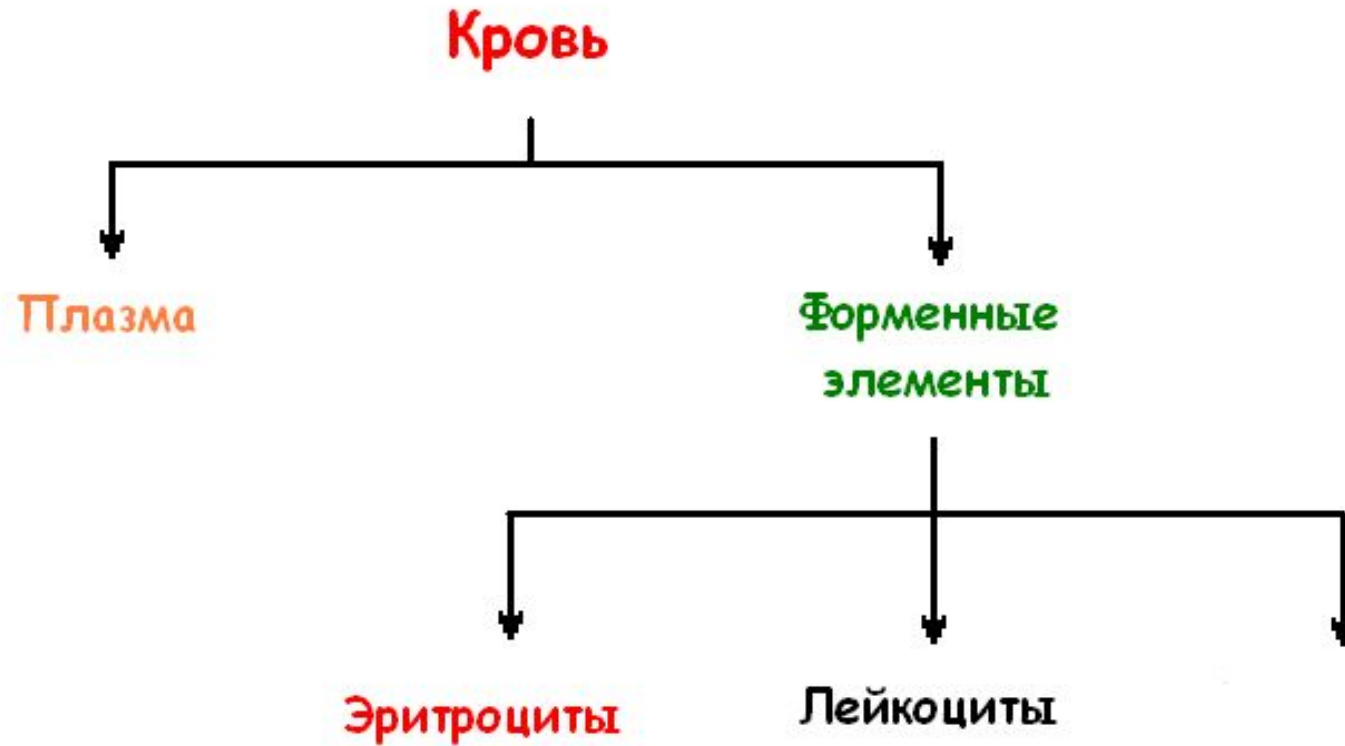 Кровь
Плазма
Форменные
элементы
Эритроциты
Лейкоциты